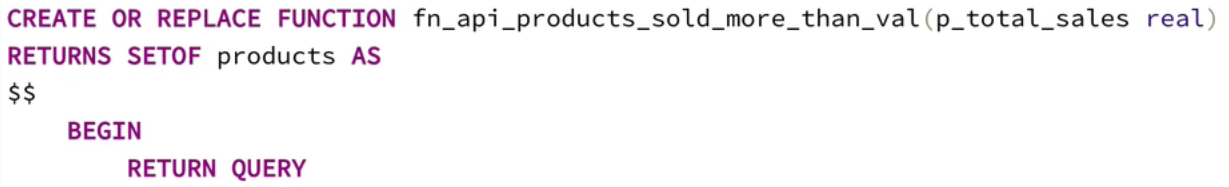 CREATE OR REPLACE FUNCTION fn_api_products_sold_more_than_val(p_total_sales real)
RETURNS SETOF products AS
$$
BEGIN
RETURN QUERY